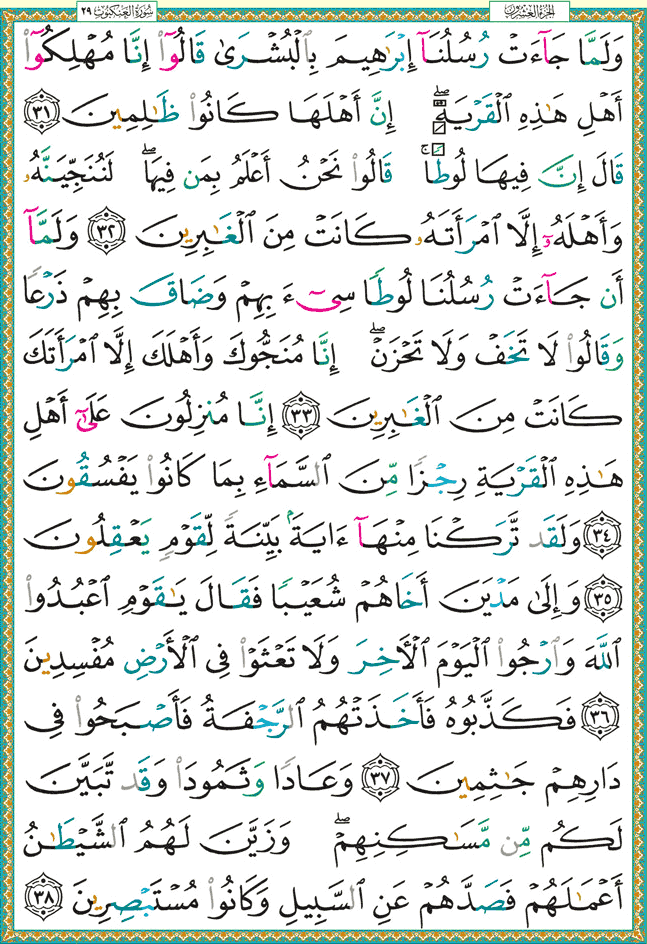 سورة العنكبوت ٢٩ الجزء العشرون
وَلَمَّا جَآءَتْ رُسُلُنَآ إِبْرَٰهِيمَ بِٱلْبُشْرَىٰ قَالُوٓا۟ إِنَّا مُهْلِكُوٓا۟
أَهْلِ هَٰذِهِ ٱلْقَرْيَةِ ۖ إِنَّ أَهْلَهَا كَانُوا۟ ظَٰلِمِينَ ٣١
قَالَ إِنَّ فِيهَا لُوطًا ۚ قَالُوا۟ نَحْنُ أَعْلَمُ بِمَن فِيهَا ۖ لَنُنَجِّيَنَّهُۥ
وَأَهْلَهُۥٓ إِلَّا ٱمْرَأَتَهُۥ كَانَتْ مِنَ ٱلْغَٰبِرِينَ ٣٢ وَلَمَّآ
أَن جَآءَتْ رُسُلُنَا لُوطًا سِىٓءَ بِهِمْ وَضَاقَ بِهِمْ ذَرْعًا
وَقَالُوا۟ لَا تَخَفْ وَلَا تَحْزَنْ ۖ إِنَّا مُنَجُّوكَ وَأَهْلَكَ إِلَّا ٱمْرَأَتَكَ
كَانَتْ مِنَ ٱلْغَٰبِرِينَ ٣٣ إِنَّا مُنزِلُونَ عَلَىٰٓ أَهْلِ
هَٰذِهِ ٱلْقَرْيَةِ رِجْزًا مِّنَ ٱلسَّمَآءِ بِمَا كَانُوا۟ يَفْسُقُونَ
٣٤ وَلَقَد تَّرَكْنَا مِنْهَآ ءَايَةًۢ بَيِّنَةً لِّقَوْمٍ يَعْقِلُونَ
٣٥ وَإِلَىٰ مَدْيَنَ أَخَاهُمْ شُعَيْبًا فَقَالَ يَٰقَوْمِ ٱعْبُدُوا۟
ٱللَّهَ وَٱرْجُوا۟ ٱلْيَوْمَ ٱلْأَخِرَ وَلَا تَعْثَوْا۟ فِى ٱلْأَرْضِ مُفْسِدِينَ
٣٦ فَكَذَّبُوهُ فَأَخَذَتْهُمُ ٱلرَّجْفَةُ فَأَصْبَحُوا۟ فِى
دَارِهِمْ جَٰثِمِينَ ٣٧ وَعَادًا وَثَمُودَا۟ وَقَد تَّبَيَّنَ
لَكُم مِّن مَّسَٰكِنِهِمْ ۖ وَزَيَّنَ لَهُمُ ٱلشَّيْطَٰنُ
أَعْمَٰلَهُمْ فَصَدَّهُمْ عَنِ ٱلسَّبِيلِ وَكَانُوا۟ مُسْتَبْصِرِينَ ٣٨